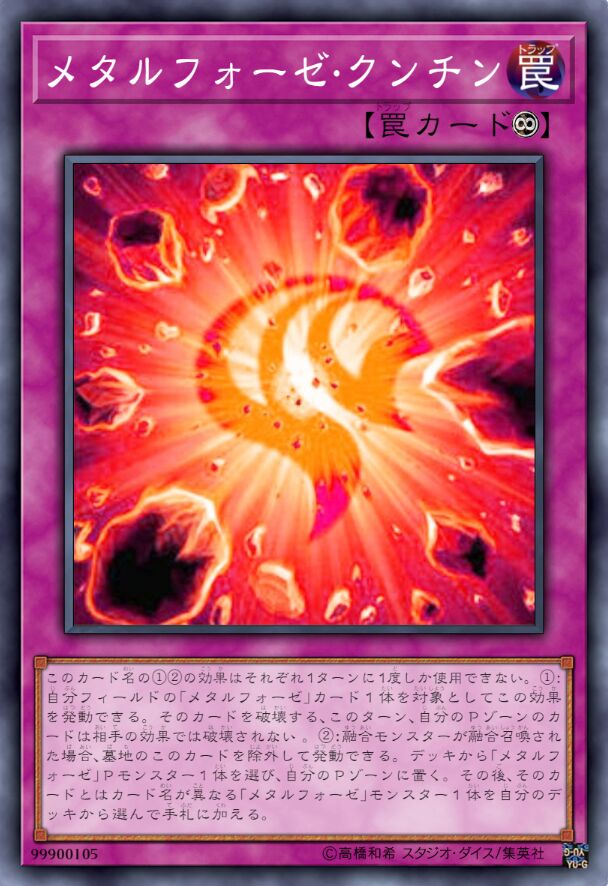 メタルフォーゼ・クンチン 罠
【罠カード】
このカード名の①②の効果はそれぞれ1ターンに1度しか使用できない。①:
自分フィールドの「メタルフォーゼ」カード1体を対象としてこの効果
を発動できる。そのカードを破壊する、このターン、自分のPゾーンのカ
ードは相手の効果では破壊されない 。②:融合モンスターが融合召喚され
た場合、墓地のこのカードを除外して発動できる。デッキから「メタル
フォーゼ」Pモンスター1体を選び、自分のPゾーンに置く。その後、そのカ
ードとはカード名が異なる「メタルフォーゼ」モンスター1体を自分のデ
ッキから選んで手札に加える。
99900105 ©高橋和希 スタジオ・ダイス/集英社